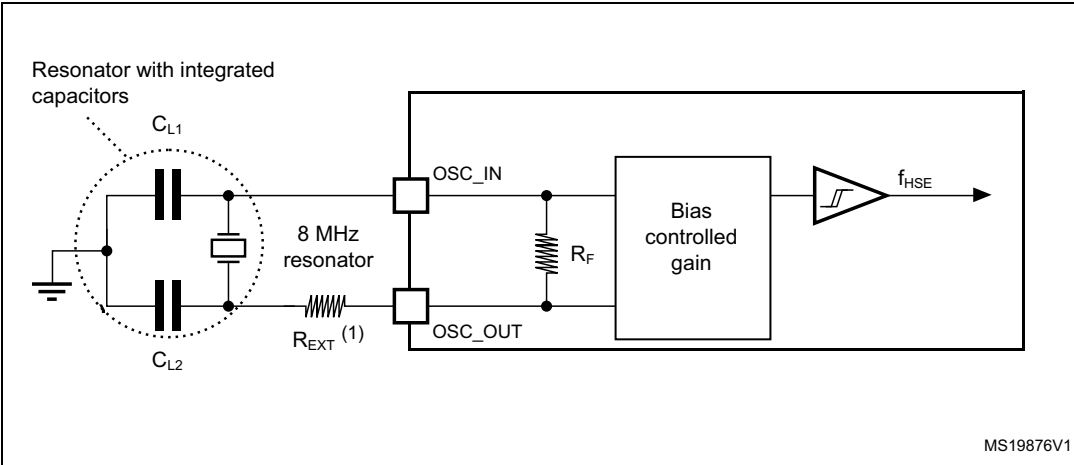 Resonator with integrated
capacitors
CL1
OSC_IN
fHSE
8 MHz
resonator
RF
Bias
controlled
gain
REXT (1)
OSC_OUT
CL2
MS19876V1